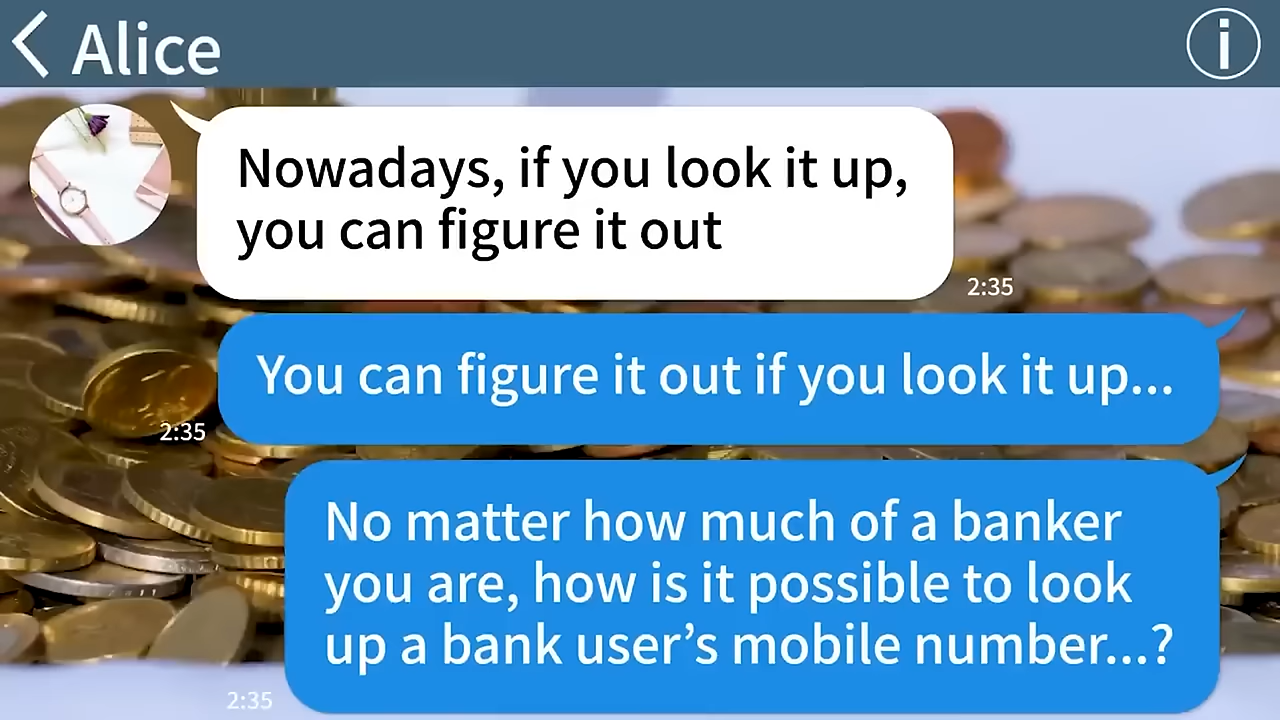 Alice
Nowadays, if you look it up,
you can figure it out
2:35
You can figure it out if you look it up...
2:35
No matter how much of a banker
you are, how is it possible to look
up a bank user’s mobile number...?
2:35